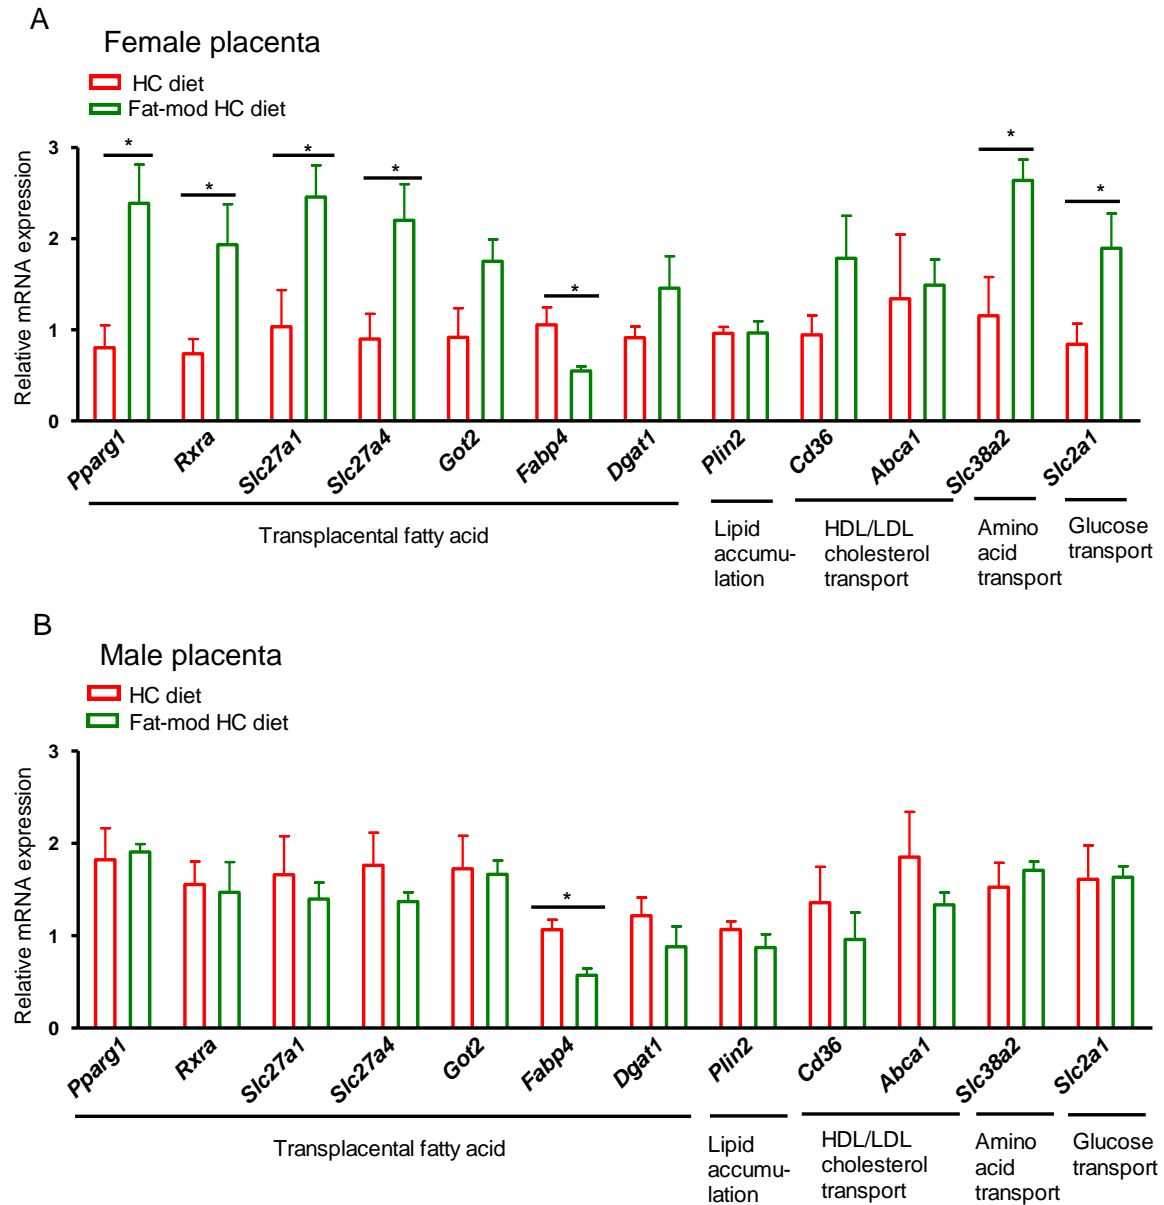 A
Female placenta
HC diet
Fat-mod HC diet
Relative mRNA expression
3
2
1
0
* * * * * * *
Pparg1 Rxra Slc27a1 Slc27a4 Got2 Fabp4 Dgat1 Plin2 Cd36 Abca1 Slc38a2 Slc2a1
Transplacental fatty acid
Lipid
accumu-
lation
HDL/LDL
cholesterol
transport
Amino
acid
transport
Glucose
transport
B
Male placenta
HC diet
Fat-mod HC diet
Relative mRNA expression
3
2
1
0
*
Pparg1 Rxra Slc27a1 Slc27a4 Got2 Fabp4 Dgat1 Plin2 Cd36 Abca1 Slc38a2 Slc2a1
Transplacental fatty acid
Lipid
accumu-
lation
HDL/LDL
cholesterol
transport
Amino
acid
transport
Glucose
transport